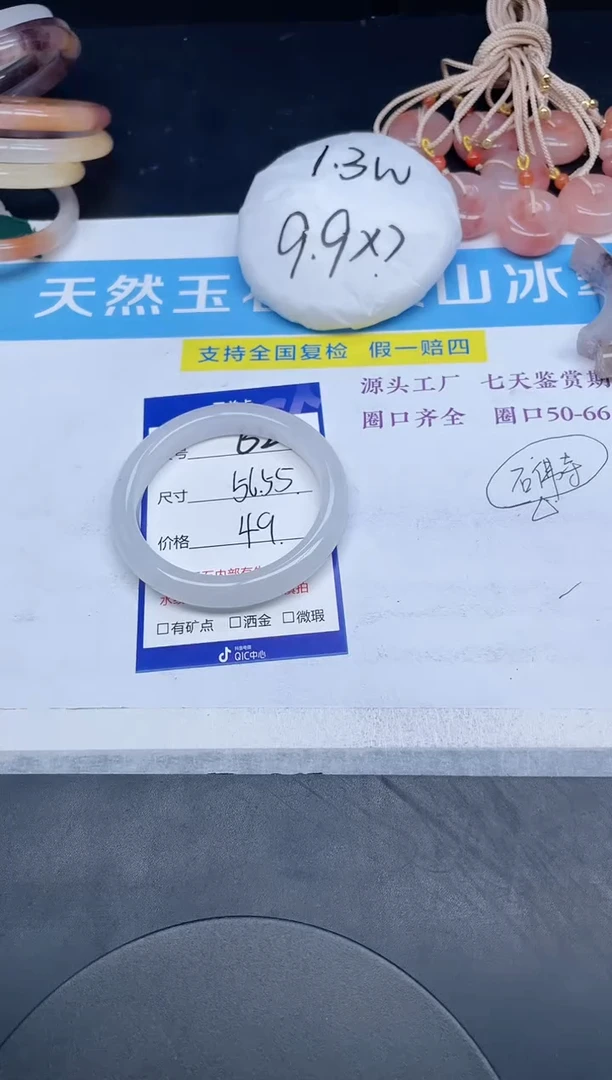 1.3W
9.9X7
天然玉
山冰
支持全国复检 假一赔四
源头工厂 七天鉴赏期
圈口齐全 圈口50-66
石佛寺
号
尺寸 56.55
价格 49
□有矿点 □洒金 □微瑕
QIC中心